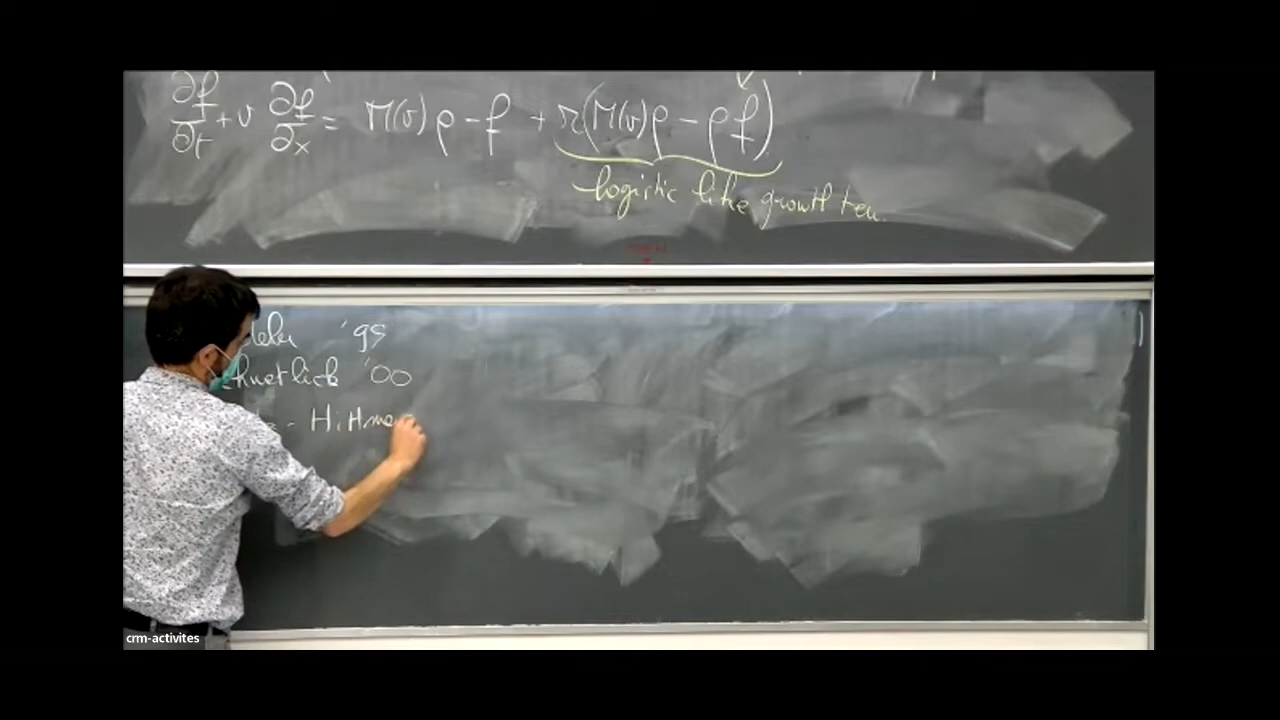 ∂f/∂t + v ∂f/∂x = M(v)ρ - f + r(M(v)ρ - ρf)
logistic like growth ter.
'95
'00
- Hillme
crm-activites